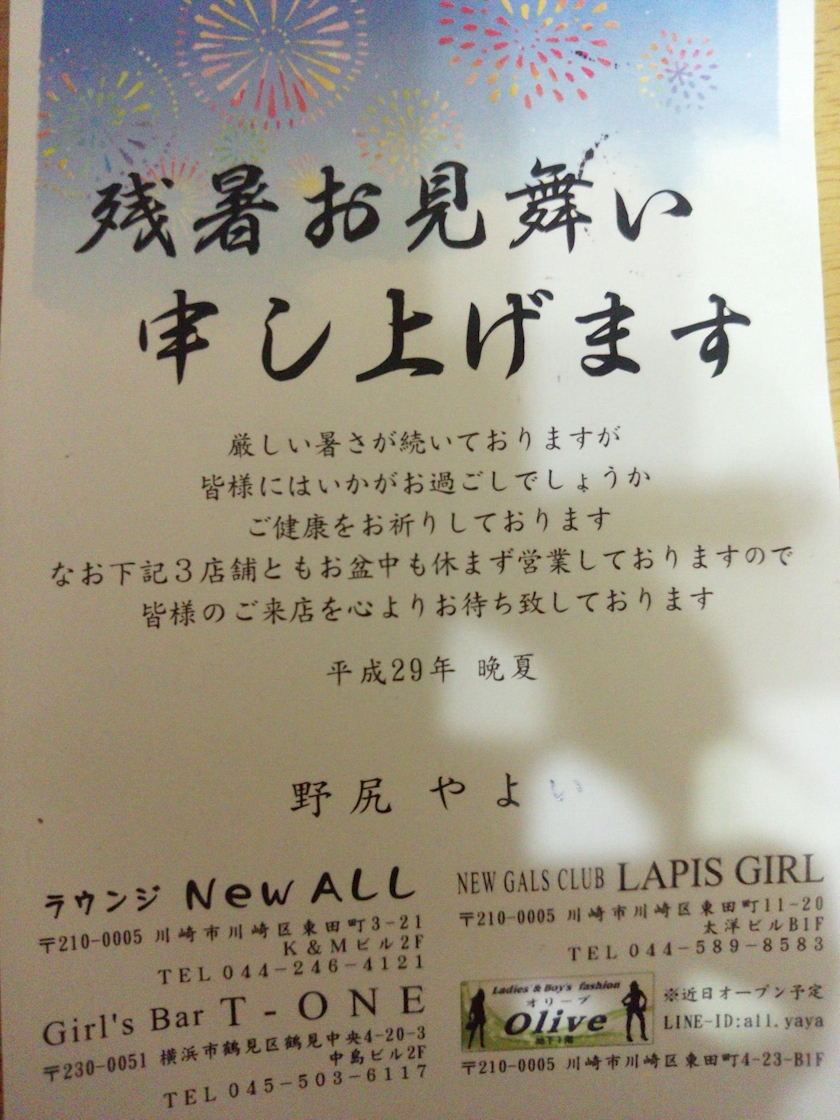 残暑お見舞い
申し上げます
厳しい暑さが続いておりますが
皆様にはいかがお過ごしでしょうか
ご健康をお祈りしております
なお下記３店舗ともお盆中も休まず営業しておりますので
皆様のご来店を心よりお待ち致しております
平成29年 晩夏
野尻 やよい
ラウンジ New ALL
〒210-0005 川崎市川崎区東田町3-21
K&Mビル2F
TEL 044-246-4121
NEW GALS CLUB LAPIS GIRL
〒210-0005 川崎市川崎区東田町11-20
太洋ビルB1F
TEL 044-589-8583
Girl's Bar T-ONE
〒230-0051 横浜市鶴見区鶴見中央4-20-3
中島ビル2F
TEL 045-503-6117
Ladies & Boy's fashion
オリーブ
Olive
地下1階
※近日オープン予定
LINE-ID:all.yaya
〒210-0005 川崎市川崎区東田町4-23-B1F